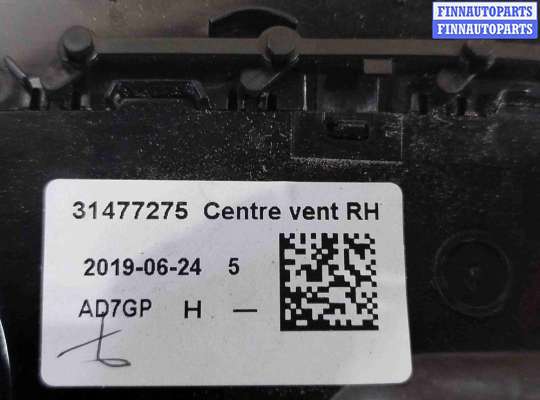 FINNAUTOPARTS
FINNAUTOPARTS
31477275 Centre vent RH
2019-06-24 5
AD7GP H —